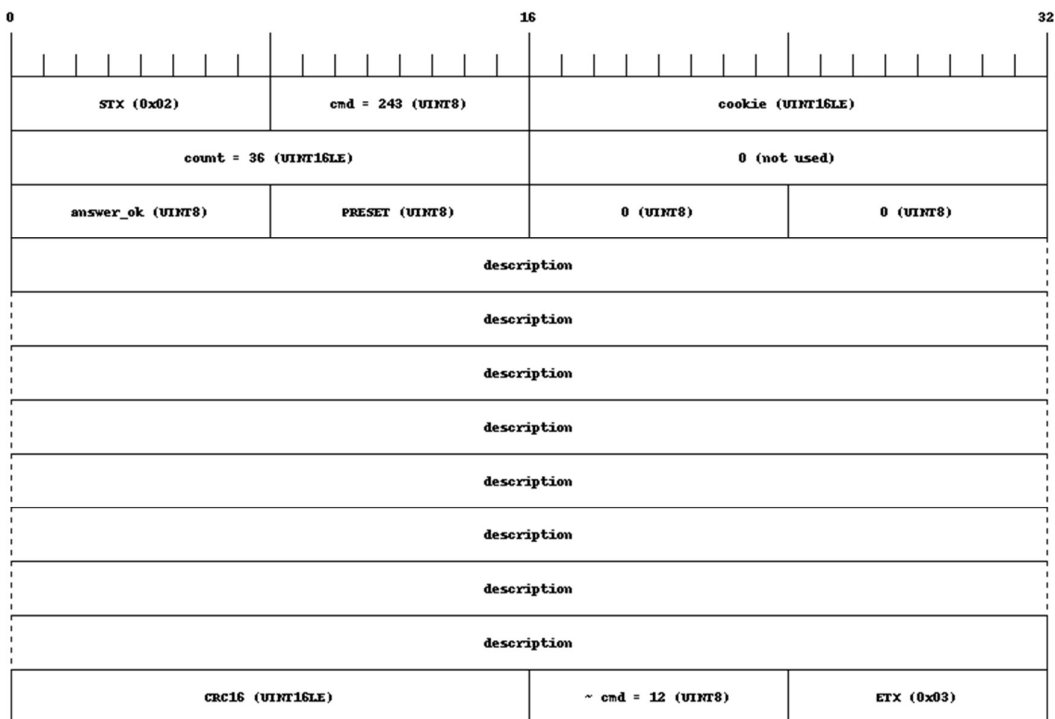 0 16 32
STX (0x02) cmd = 243 (UINT8) cookie (UINT16LE)
count = 36 (UINT16LE) 0 (not used)
answer_ok (UINT8) PRESET (UINT8) 0 (UINT8) 0 (UINT8)
description
description
description
description
description
description
description
description
CRC16 (UINT16LE) ~ cmd = 12 (UINT8) ETX (0x03)